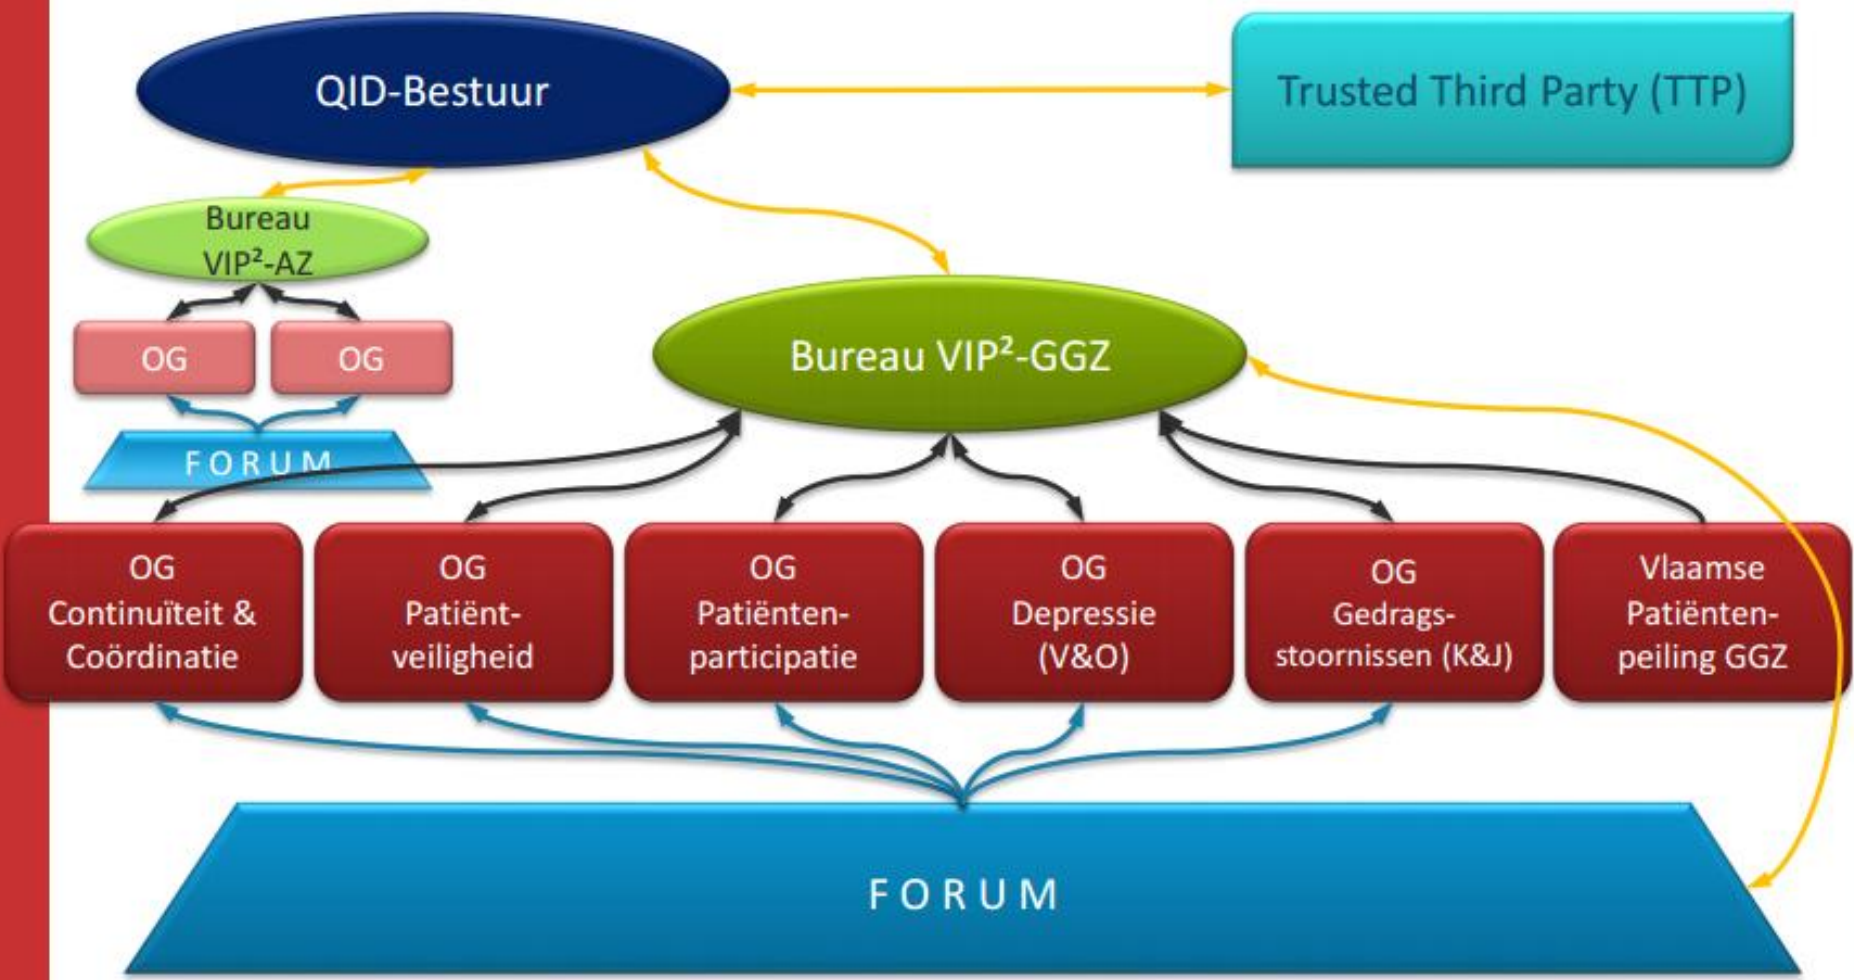 QID-Bestuur
Trusted Third Party (TTP)
Bureau
VIP²-AZ
OG
OG
FORUM
Bureau VIP²-GGZ
OG
Continuïteit &
Coördinatie
OG
Patiënt-
veiligheid
OG
Patiënten-
participatie
OG
Depressie
(V&O)
OG
Gedrags-
stoornissen (K&J)
Vlaamse
Patiënten-
peiling GGZ
FORUM